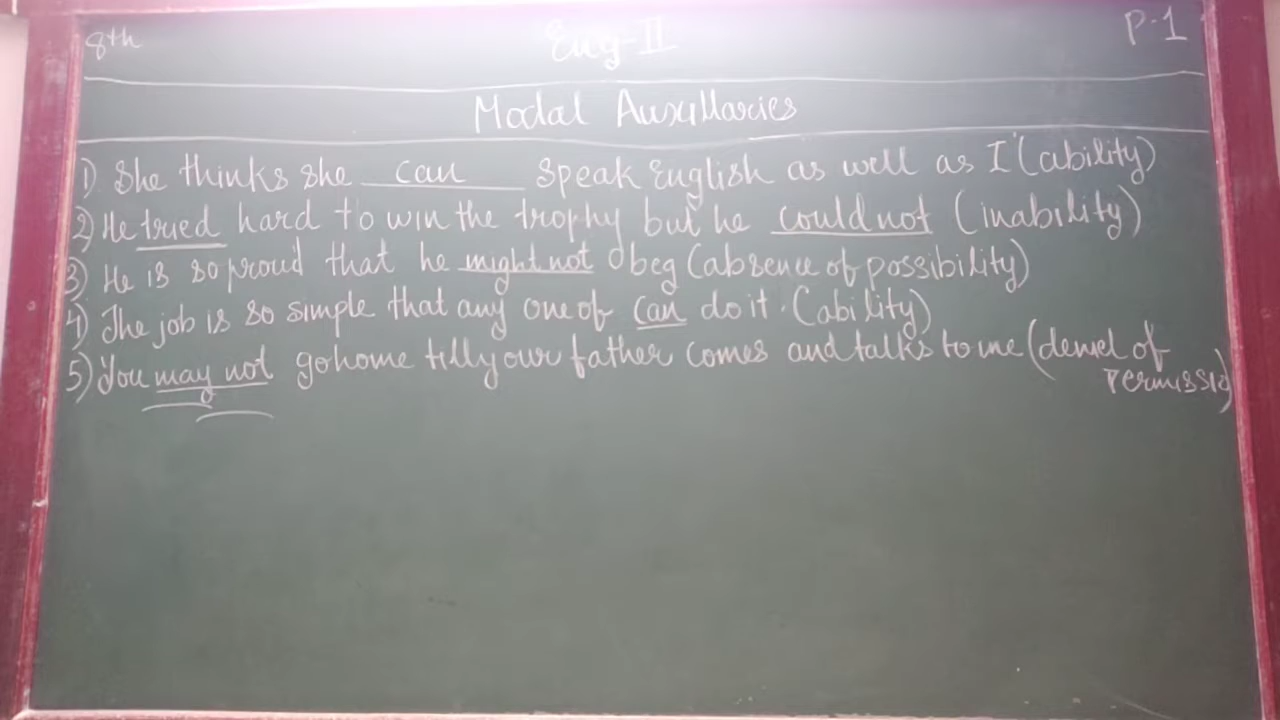 8th Eng-II P-1
Modal Auxillaries
1) She thinks she can speak English as well as I (ability)
2) He tried hard to win the trophy but he could not (inability)
3) He is so proud that he might not beg (absence of possibility)
4) The job is so simple that any one of can do it. (ability)
5) You may not go home till your father comes and talks to me (deniel of
Permissio)